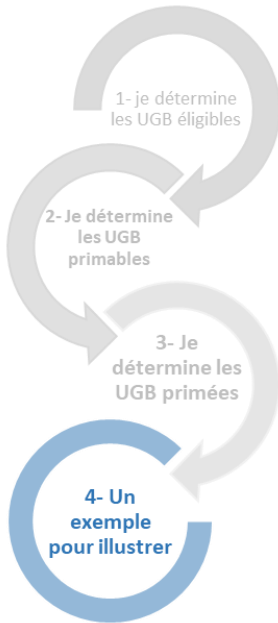 1- je détermine
les UGB éligibles
2- Je détermine
les UGB
primables
3- Je
détermine les
UGB primées
4- Un
exemple
pour illustrer